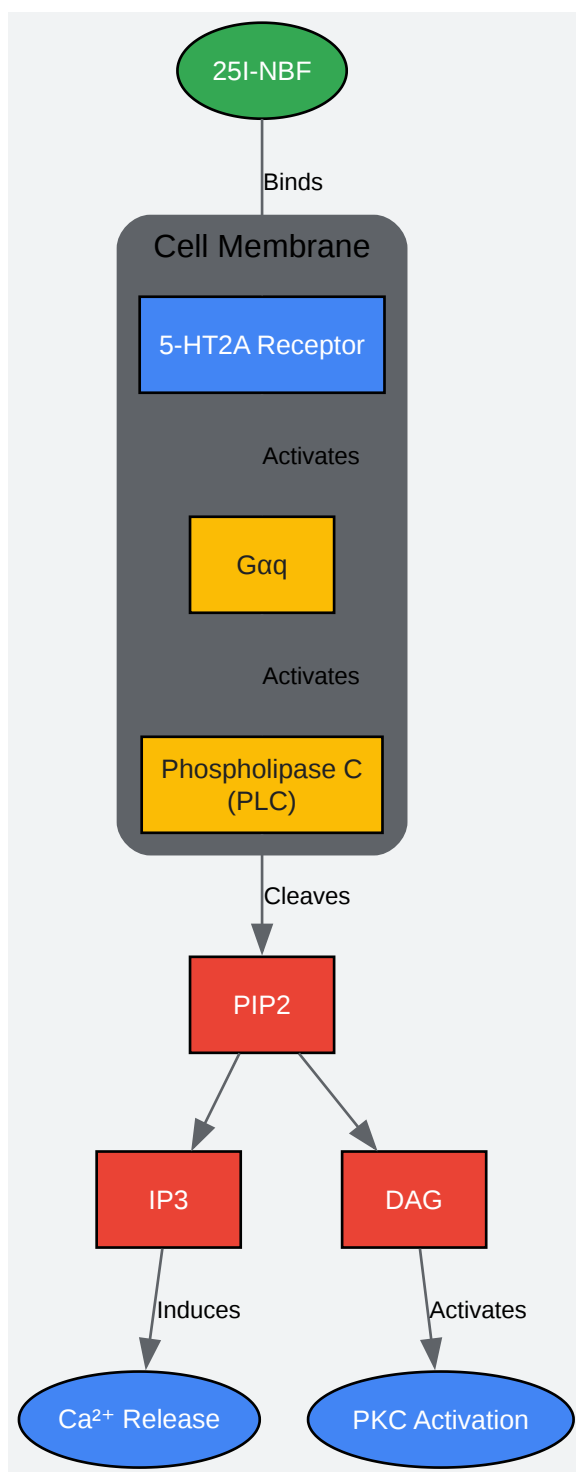 25I-NBF
Binds
Cell Membrane
5-HT2A Receptor
Activates
Gαq
Activates
Phospholipase C
(PLC)
Cleaves
PIP2
IP3
DAG
Induces
Activates
Ca²⁺ Release
PKC Activation